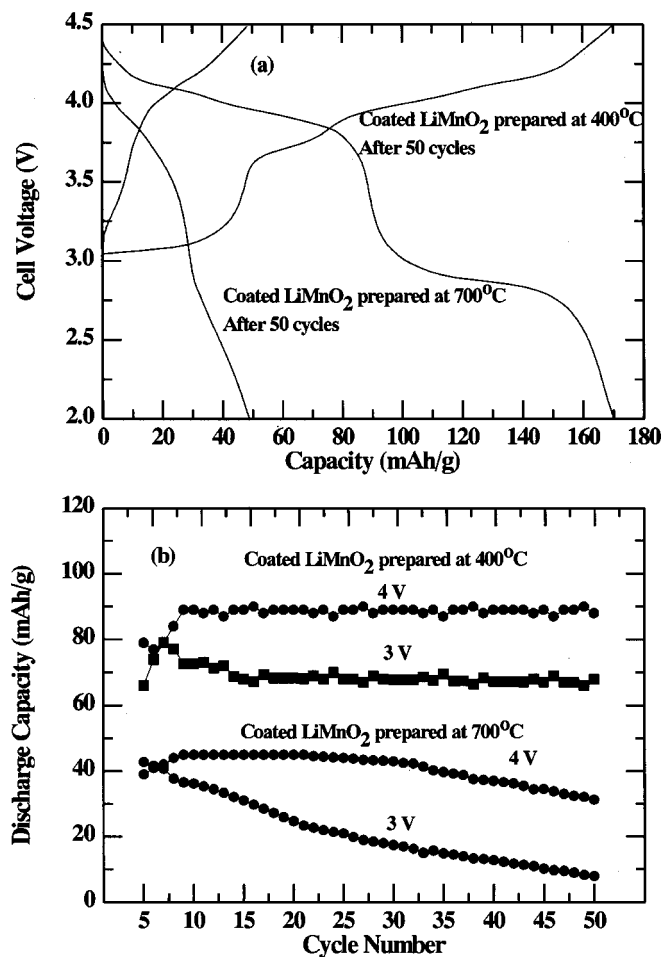 4.5
(a)
4.0
Coated LiMnO₂ prepared at 400°C
After 50 cycles
3.5
3.0
Coated LiMnO₂ prepared at 700°C
After 50 cycles
2.5
2.0
Cell Voltage (V)
0 20 40 60 80 100 120 140 160 180
Capacity (mAh/g)
120
(b)
Coated LiMnO₂ prepared at 400°C
100
4 V
80
3 V
60
Coated LiMnO₂ prepared at 700°C
4 V
40
3 V
20
0
Discharge Capacity (mAh/g)
5 10 15 20 25 30 35 40 45 50
Cycle Number